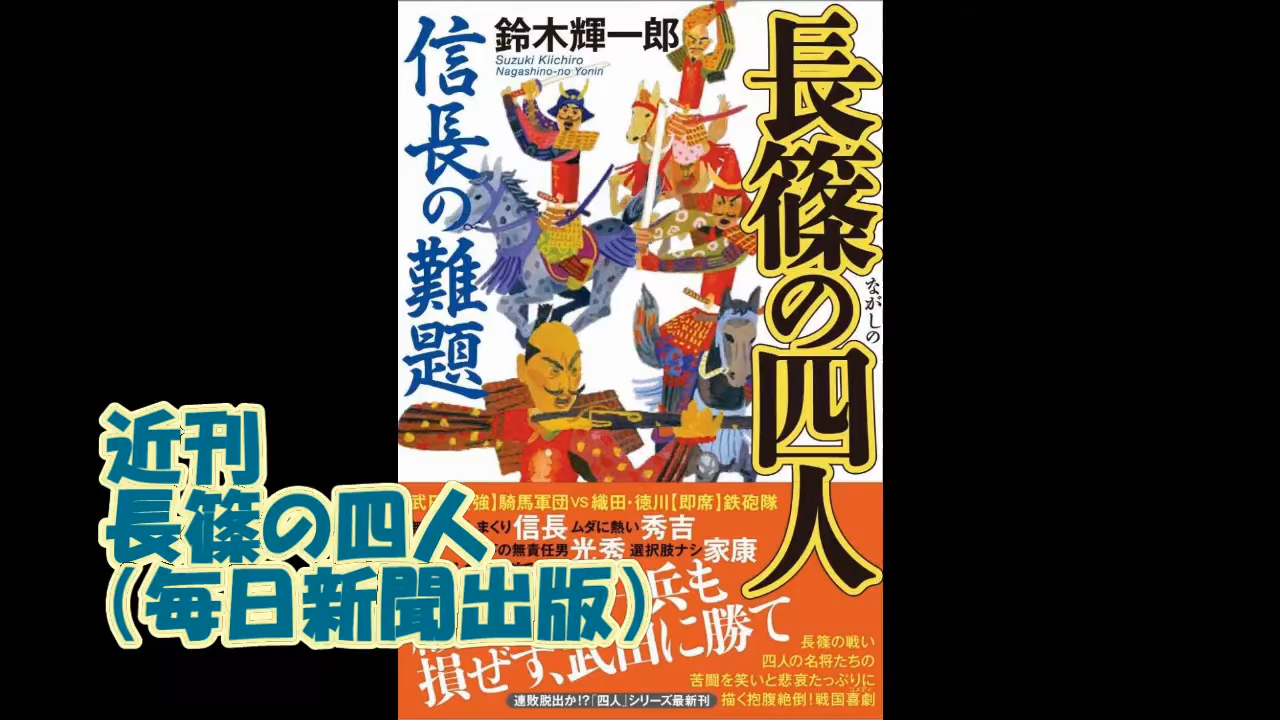 長篠の四人
ながしの
鈴木輝一郎
Suzuki Kiichiro
Nagashino-no Yonin
信長の難題
強】騎馬軍団VS織田・徳川【即席】鉄砲隊
まくり 信長 ムダに熱い 秀吉
の無責任男 光秀 選択肢ナシ 家康
兵も
損ぜず、武田に勝て
長篠の戦い
四人の名将たちの
苦闘を笑いと悲哀たっぷりに
描く抱腹絶倒!戦国喜劇
連敗脱出か!?「四人」シリーズ最新刊
近刊
長篠の四人
(毎日新聞出版)